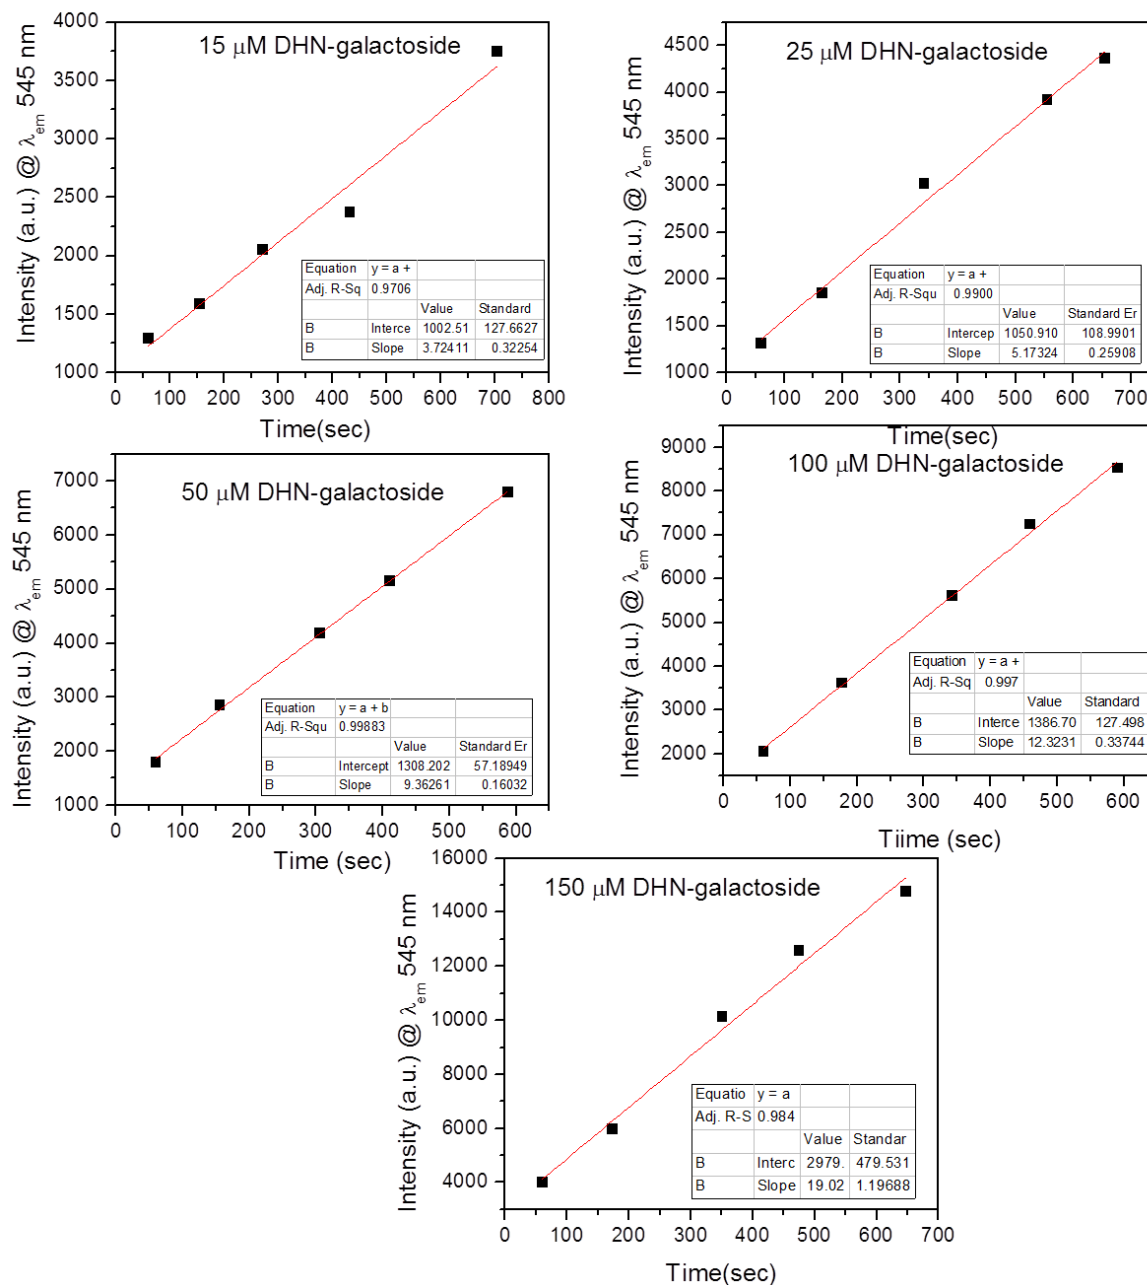 15 μM DHN-galactoside
Intensity (a.u.) @ λem 545 nm
4000
3500
3000
2500
2000
1500
1000
Equation y = a +
Adj. R-Sq 0.9706
Value Standard
B Interce 1002.51 127.6627
B Slope 3.72411 0.32254
0 100 200 300 400 500 600 700 800
Time(sec)
25 μM DHN-galactoside
Intensity (a.u.) @ λem 545 nm
4500
4000
3500
3000
2500
2000
1500
1000
Equation y = a +
Adj. R-Squ 0.9900
Value Standard Er
B Intercep 1050.910 108.9901
B Slope 5.17324 0.25908
0 100 200 300 400 500 600 700
Time(sec)
50 μM DHN-galactoside
Intensity (a.u.) @ λem 545 nm
7000
6000
5000
4000
3000
2000
1000
Equation y = a + b
Adj. R-Squ 0.99883
Value Standard Er
B Intercept 1308.202 57.18949
B Slope 9.36261 0.16032
0 100 200 300 400 500 600
Time (sec)
100 μM DHN-galactoside
Intensity (a.u.) @ λem 545 nm
9000
8000
7000
6000
5000
4000
3000
2000
Equation y = a +
Adj. R-Sq 0.997
Value Standard
B Interce 1386.70 127.498
B Slope 12.3231 0.33744
0 100 200 300 400 500 600
Tiime (sec)
150 μM DHN-galactoside
Intensity (a.u.) @ λem 545 nm
16000
14000
12000
10000
8000
6000
4000
Equatio y = a
Adj. R-S 0.984
Value Standar
B Interc 2979. 479.531
B Slope 19.02 1.19688
0 100 200 300 400 500 600 700
Time(sec)